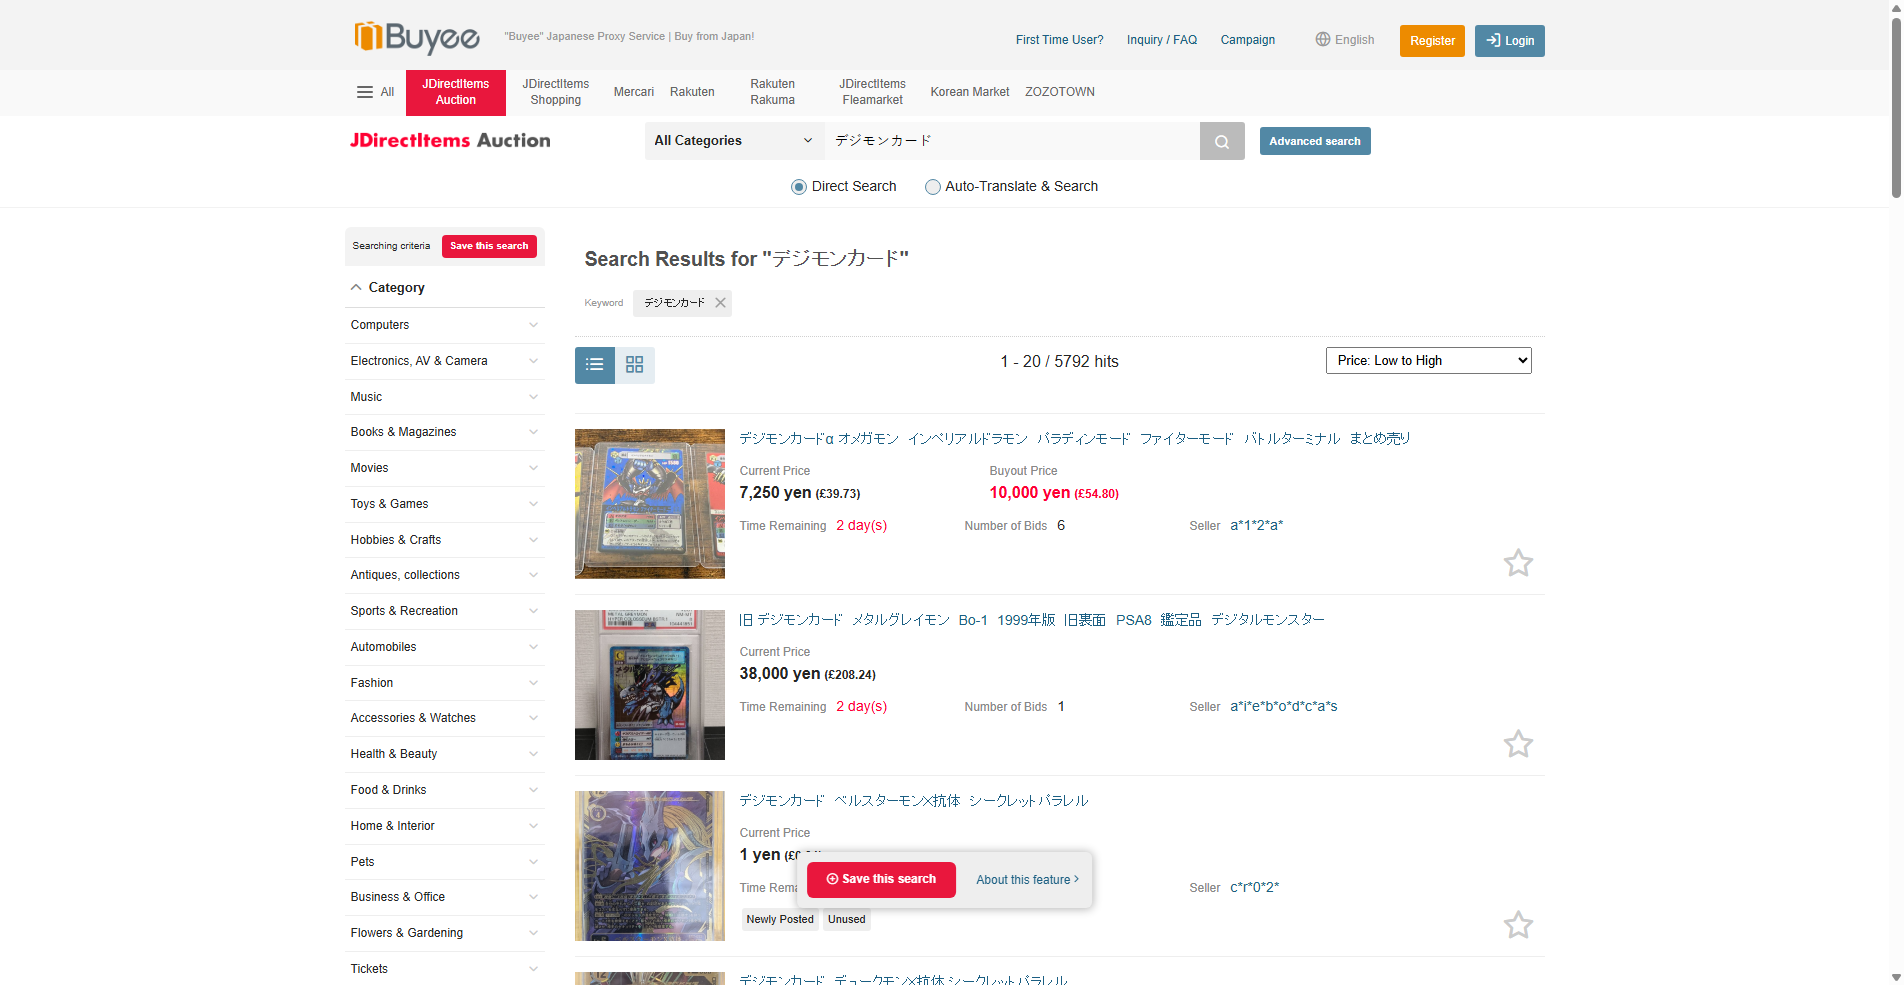 Buyee
"Buyee" Japanese Proxy Service | Buy from Japan!
First Time User?
Inquiry / FAQ
Campaign
English
Register
Login
All
JDirectItems Auction
JDirectItems Shopping
Mercari
Rakuten
Rakuten Rakuma
JDirectItems Fleamarket
Korean Market
ZOZOTOWN
JDirectItems Auction
All Categories
デジモンカード
Advanced search
Direct Search
Auto-Translate & Search
Searching criteria
Save this search
Category
Computers
Electronics, AV & Camera
Music
Books & Magazines
Movies
Toys & Games
Hobbies & Crafts
Antiques, collections
Sports & Recreation
Automobiles
Fashion
Accessories & Watches
Health & Beauty
Food & Drinks
Home & Interior
Pets
Business & Office
Flowers & Gardening
Tickets
Search Results for "デジモンカード"
Keyword
デジモンカード
1 - 20 / 5792 hits
Price: Low to High
デジモンカードα オメガモン インペリアルドラモン パラディンモード ファイターモード バトルターミナル まとめ売り
Current Price
7,250 yen (£39.73)
Buyout Price
10,000 yen (£54.80)
Time Remaining 2 day(s)
Number of Bids 6
Seller a*1*2*a*
旧 デジモンカード メタルグレイモン Bo-1 1999年版 旧裏面 PSA8 鑑定品 デジタルモンスター
Current Price
38,000 yen (£208.24)
Time Remaining 2 day(s)
Number of Bids 1
Seller a*i*e*b*o*d*c*a*s
デジモンカード ベルスターモンX抗体 シークレットパラレル
Current Price
1 yen
Time
Seller c*r*0*2*
Newly Posted
Unused
Save this search
About this feature
デジモンカード デュークモンX抗体 シークレットパラレル